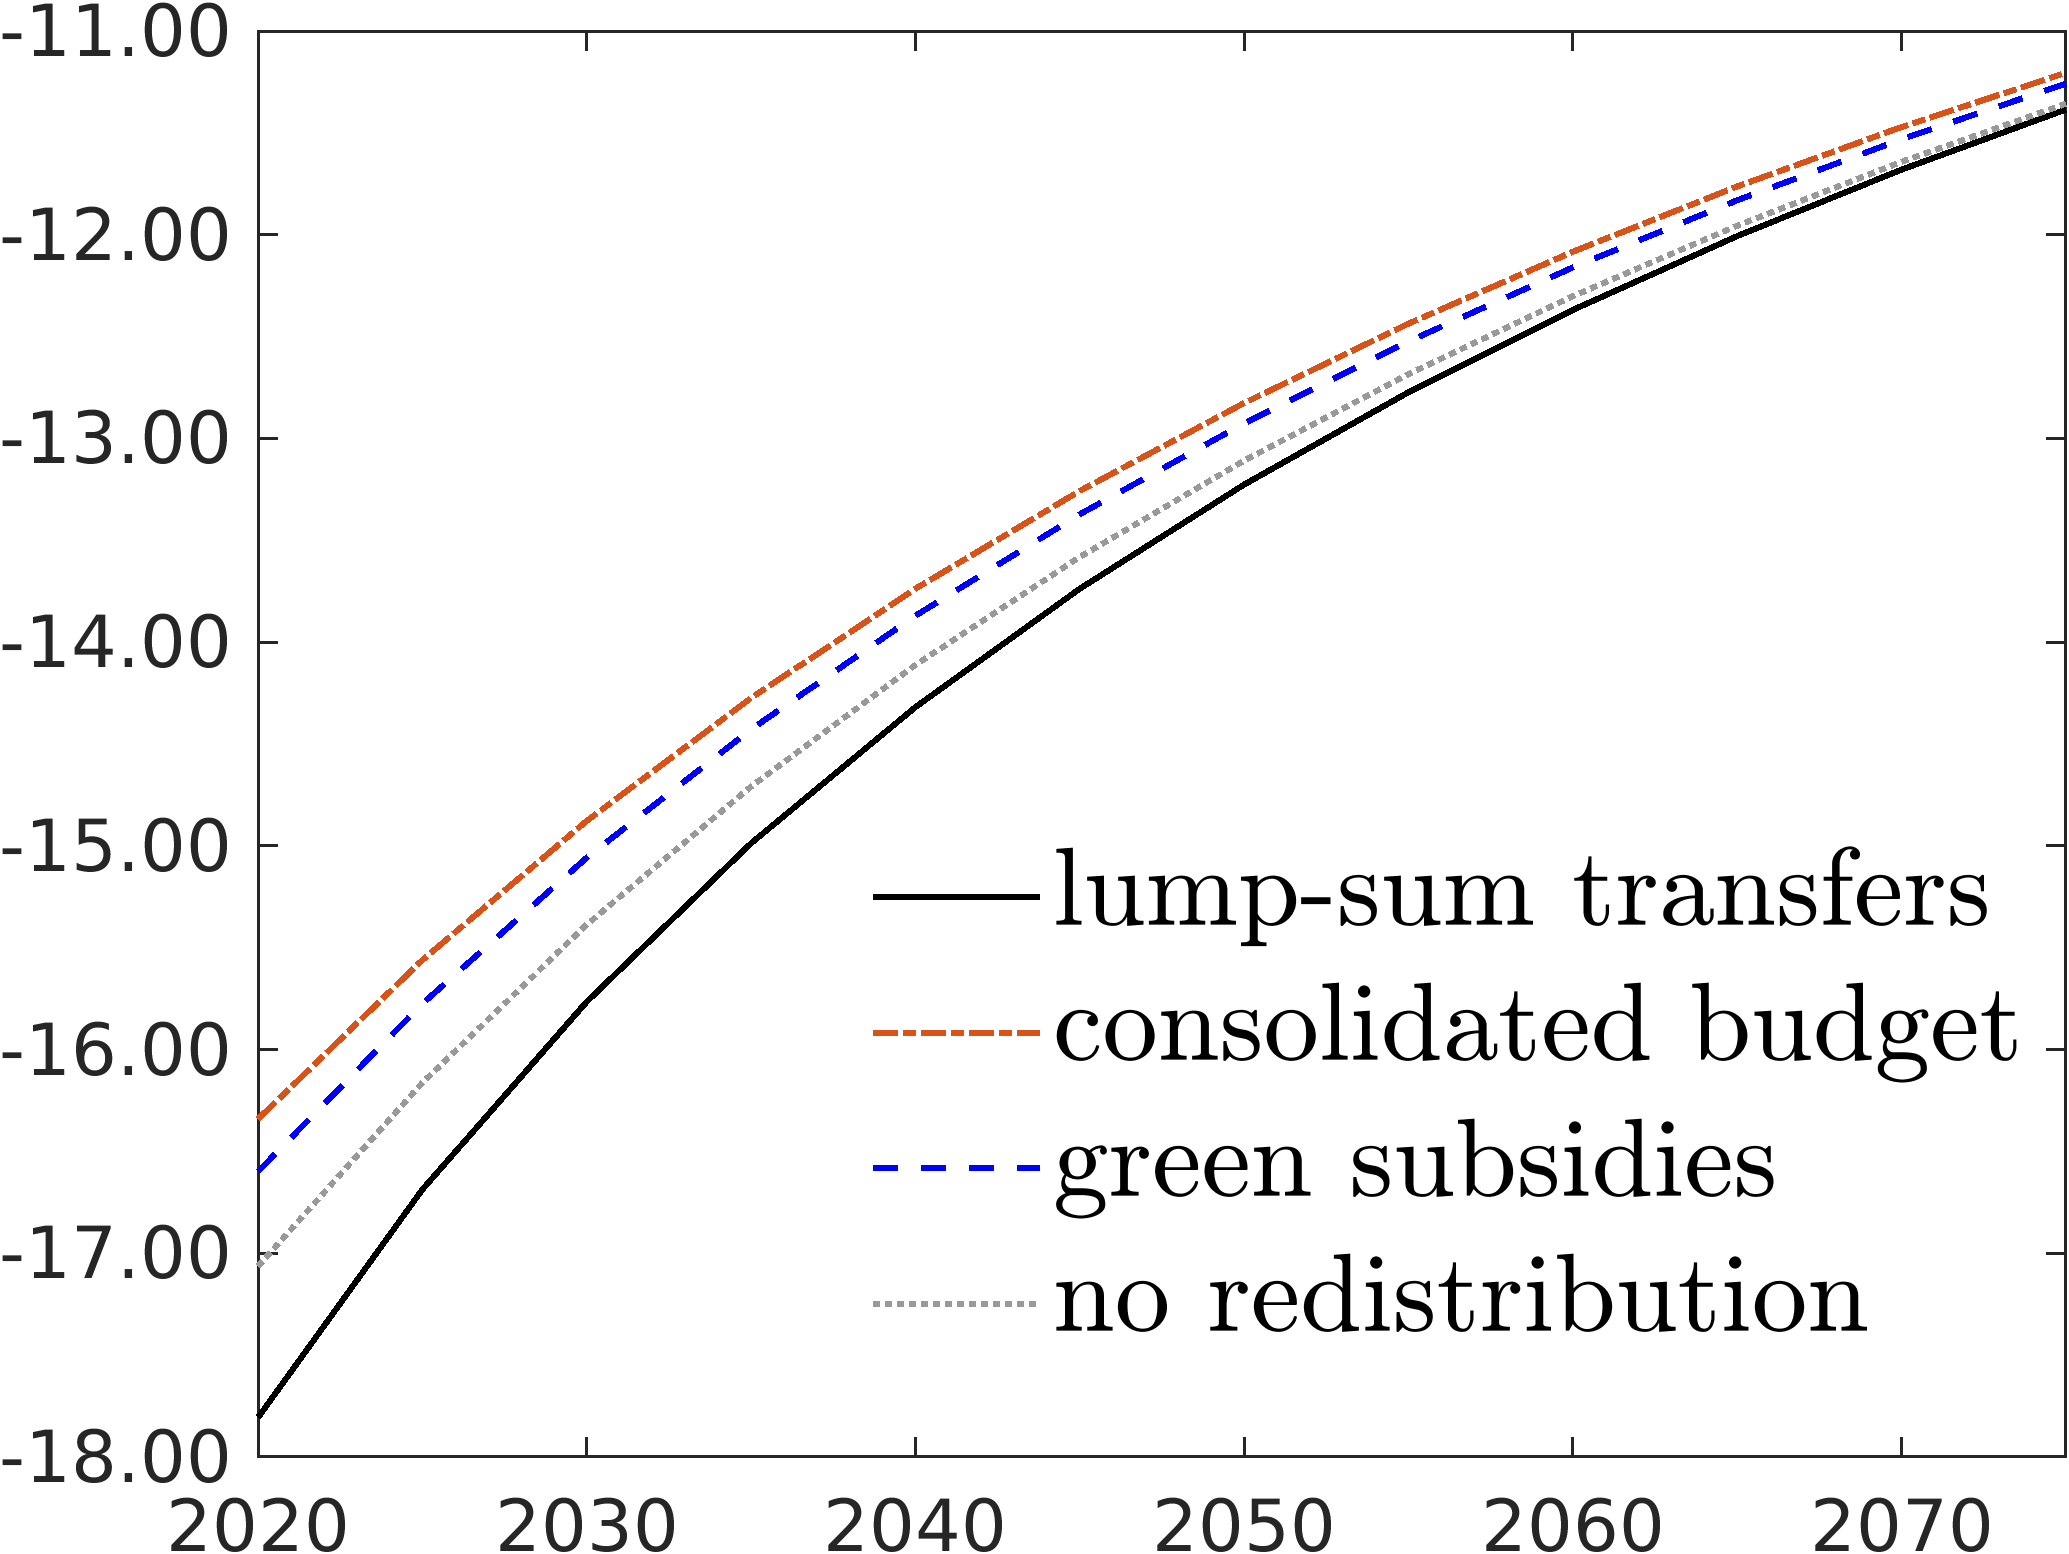 -11.00
-12.00
-13.00
-14.00
-15.00
-16.00
-17.00
-18.00
lump-sum transfers
consolidated budget
green subsidies
no redistribution
2020 2030 2040 2050 2060 2070